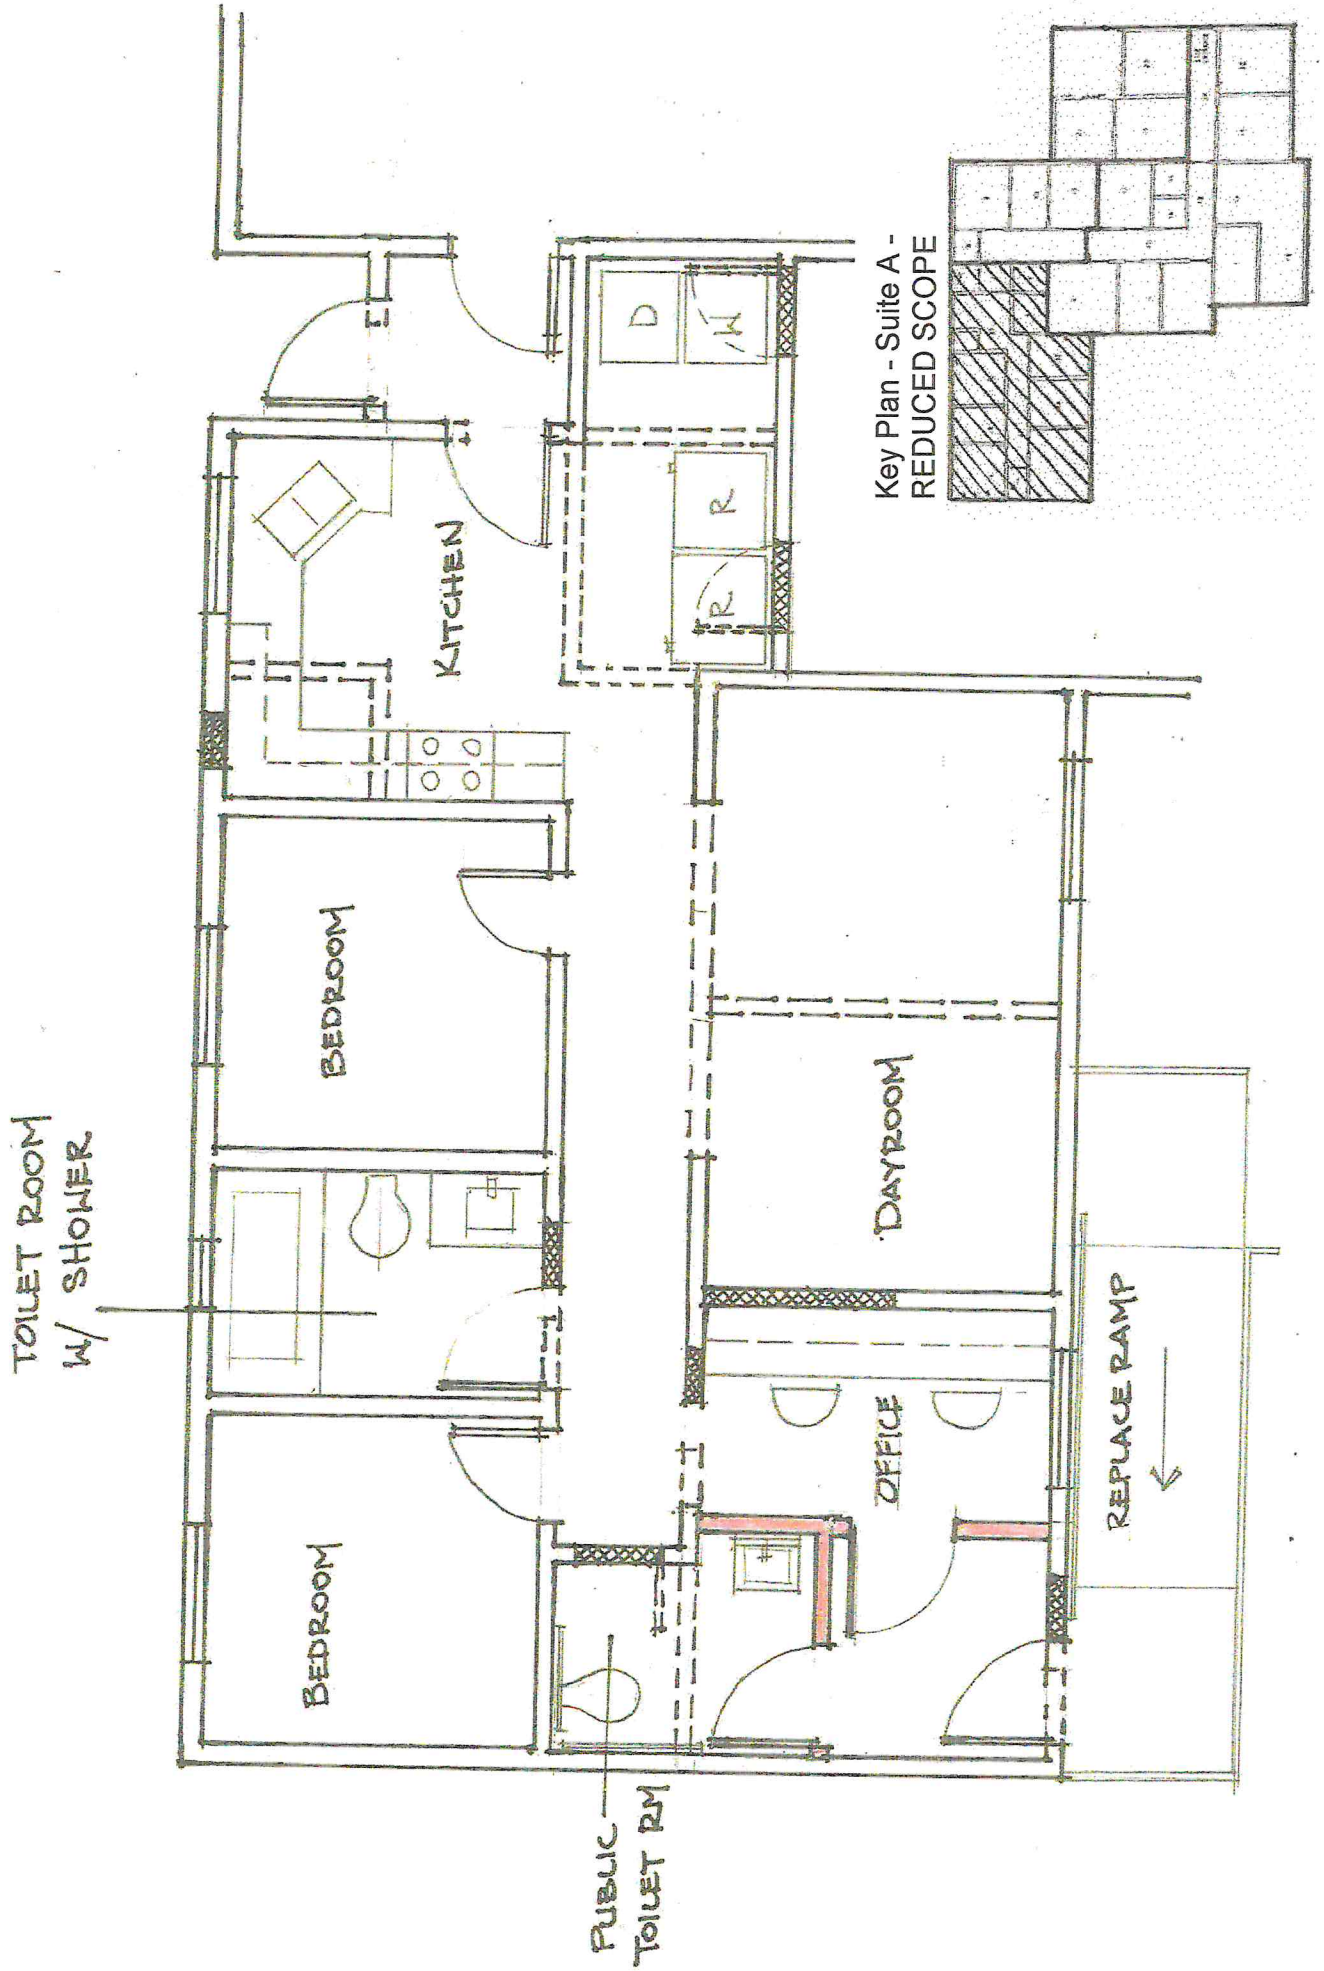 TOILET ROOM
W/ SHOWER
BEDROOM
BEDROOM
KITCHEN
D
W
R
R
PUBLIC
TOILET RM
OFFICE
DAYROOM
REPLACE RAMP
Key Plan - Suite A -
REDUCED SCOPE